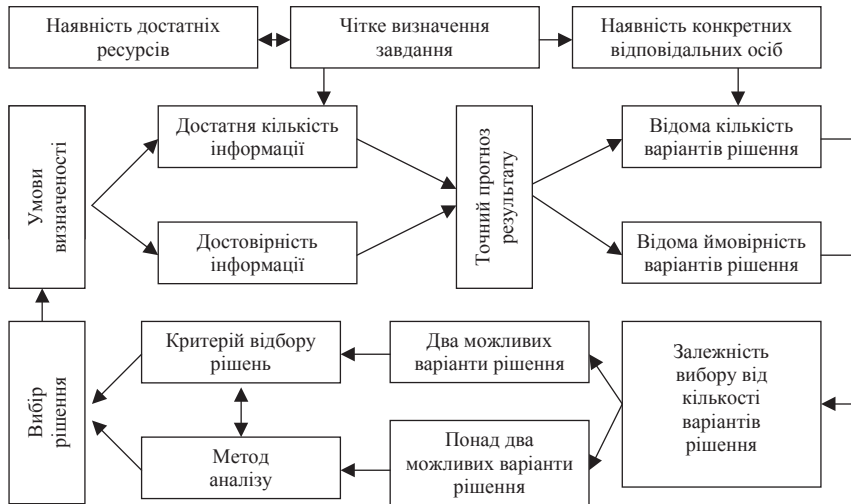 Наявність достатніх
ресурсів
Чітке визначення
завдання
Наявність конкретних
відповідальних осіб
Умови
визначеності
Достатня кількість
інформації
Достовірність
інформації
Точний прогноз
результату
Відома кількість
варіантів рішення
Відома ймовірність
варіантів рішення
Вибір
рішення
Критерій відбору
рішень
Метод
аналізу
Два можливих
варіанти рішення
Понад два
можливих варіанти
рішення
Залежність
вибору від
кількості
варіантів
рішення